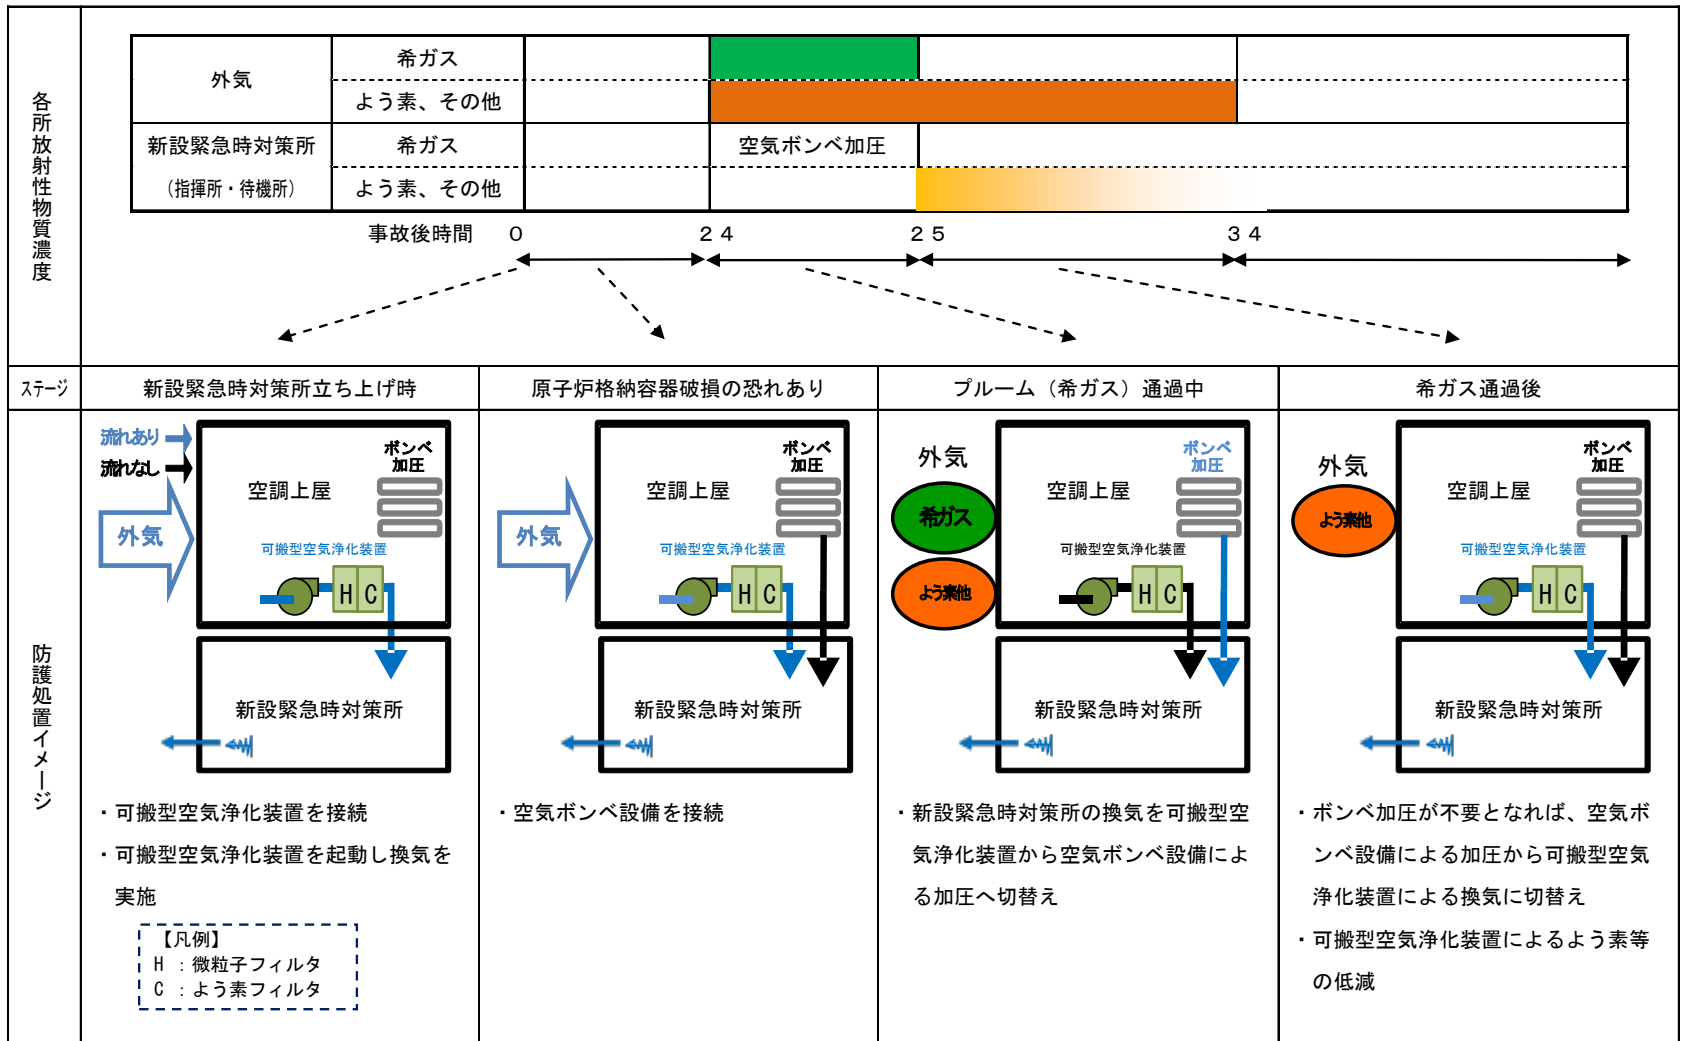 各所放射性物質濃度
外気
希ガス
よう素、その他
新設緊急時対策所
(指揮所・待機所)
希ガス
空気ボンベ加圧
よう素、その他
事故後時間
0
24
25
34
ステージ
新設緊急時対策所立ち上げ時
原子炉格納容器破損の恐れあり
プルーム(希ガス)通過中
希ガス通過後
防護処置イメージ
流れあり
流れなし
外気
ボンベ
加圧
空調上屋
可搬型空気浄化装置
H C
新設緊急時対策所
・可搬型空気浄化装置を接続
・可搬型空気浄化装置を起動し換気を
実施
【凡例】
H :微粒子フィルタ
C :よう素フィルタ
外気
ボンベ
加圧
空調上屋
可搬型空気浄化装置
H C
新設緊急時対策所
・空気ボンベ設備を接続
外気
希ガス
よう素他
ボンベ
加圧
空調上屋
可搬型空気浄化装置
H C
新設緊急時対策所
・新設緊急時対策所の換気を可搬型空
気浄化装置から空気ボンベ設備によ
る加圧へ切替え
外気
よう素他
ボンベ
加圧
空調上屋
可搬型空気浄化装置
H C
新設緊急時対策所
・ボンベ加圧が不要となれば、空気ボ
ンベ設備による加圧から可搬型空気
浄化装置による換気に切替え
・可搬型空気浄化装置によるよう素等
の低減